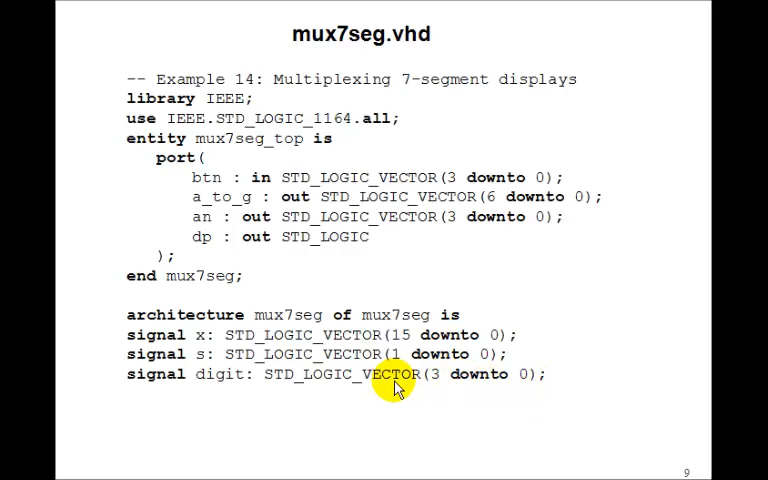 mux7seg.vhd
-- Example 14: Multiplexing 7-segment displays
library IEEE;
use IEEE.STD_LOGIC_1164.all;
entity mux7seg_top is
port(
btn : in STD_LOGIC_VECTOR(3 downto 0);
a_to_g : out STD_LOGIC_VECTOR(6 downto 0);
an : out STD_LOGIC_VECTOR(3 downto 0);
dp : out STD_LOGIC
);
end mux7seg;
architecture mux7seg of mux7seg is
signal x: STD_LOGIC_VECTOR(15 downto 0);
signal s: STD_LOGIC_VECTOR(1 downto 0);
signal digit: STD_LOGIC_VECTOR(3 downto 0);
9